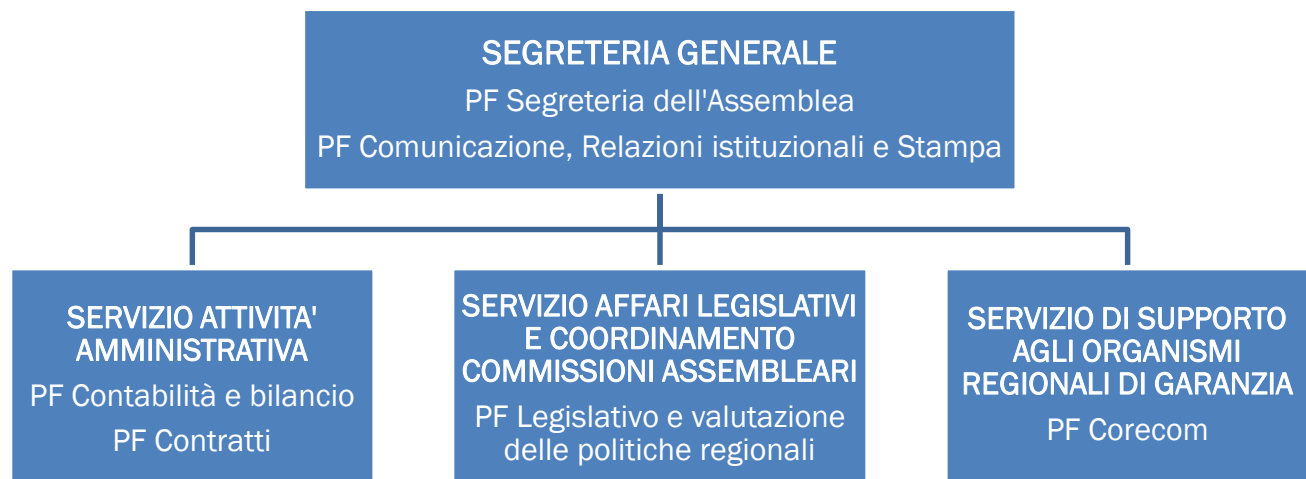 SEGRETERIA GENERALE
PF Segreteria dell'Assemblea
PF Comunicazione, Relazioni istituzionali e Stampa
SERVIZIO ATTIVITA'
AMMINISTRATIVA
PF Contabilità e bilancio
PF Contratti
SERVIZIO AFFARI LEGISLATIVI
E COORDINAMENTO
COMMISSIONI ASSEMBLEARI
PF Legislativo e valutazione
delle politiche regionali
SERVIZIO DI SUPPORTO
AGLI ORGANISMI
REGIONALI DI GARANZIA
PF Corecom